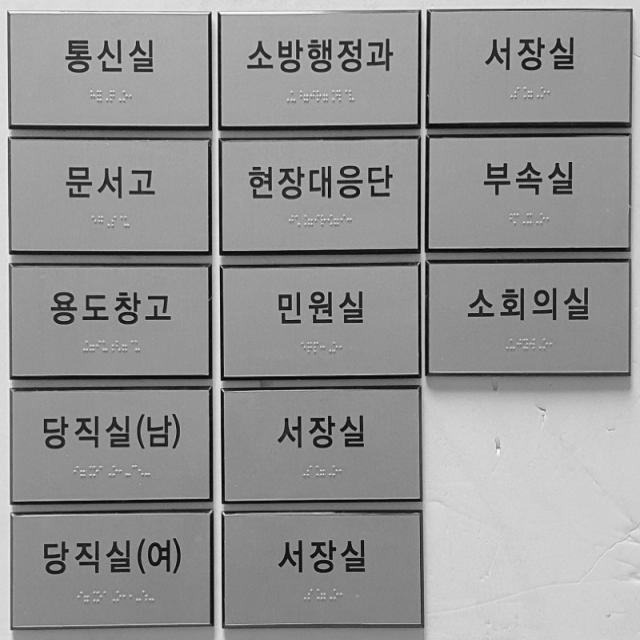 통신실
소방행정과
서장실
문서고
현장대응단
부속실
용도창고
민원실
소회의실
당직실(남)
서장실
당직실(여)
서장실